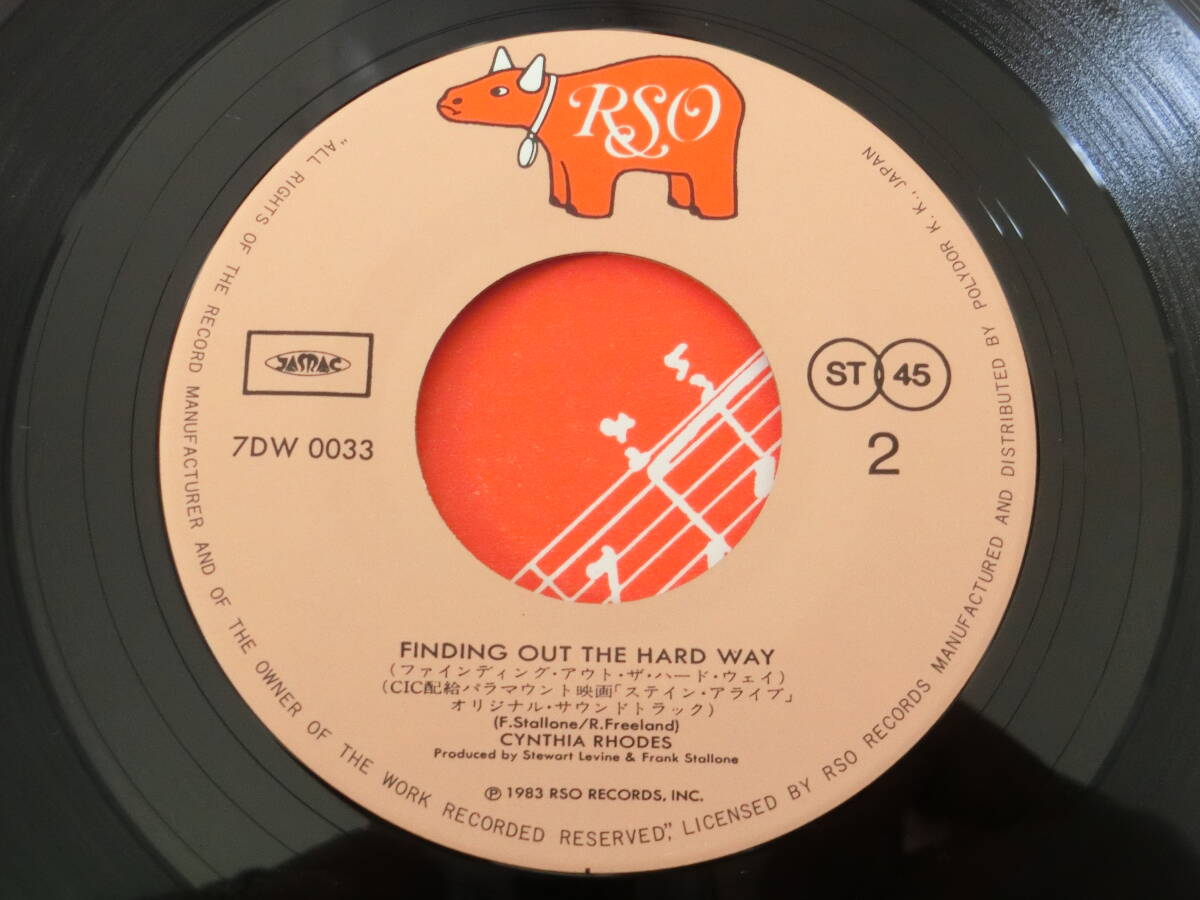 RSO
JASRAC
7DW 0033
ST 45
2
FINDING OUT THE HARD WAY
(ファインディング・アウト・ザ・ハード・ウェイ)
(CIC配給パラマウント映画「ステイン・アライブ」
オリジナル・サウンドトラック)
(F.Stallone/R.Freeland)
CYNTHIA RHODES
Produced by Stewart Levine & Frank Stallone
℗ 1983 RSO RECORDS, INC.
"ALL RIGHTS OF THE RECORD MANUFACTURER AND OF THE OWNER OF THE WORK RECORDED RESERVED", LICENSED BY RSO RECORDS MANUFACTURED AND DISTRIBUTED BY POLYDOR K.K., JAPAN